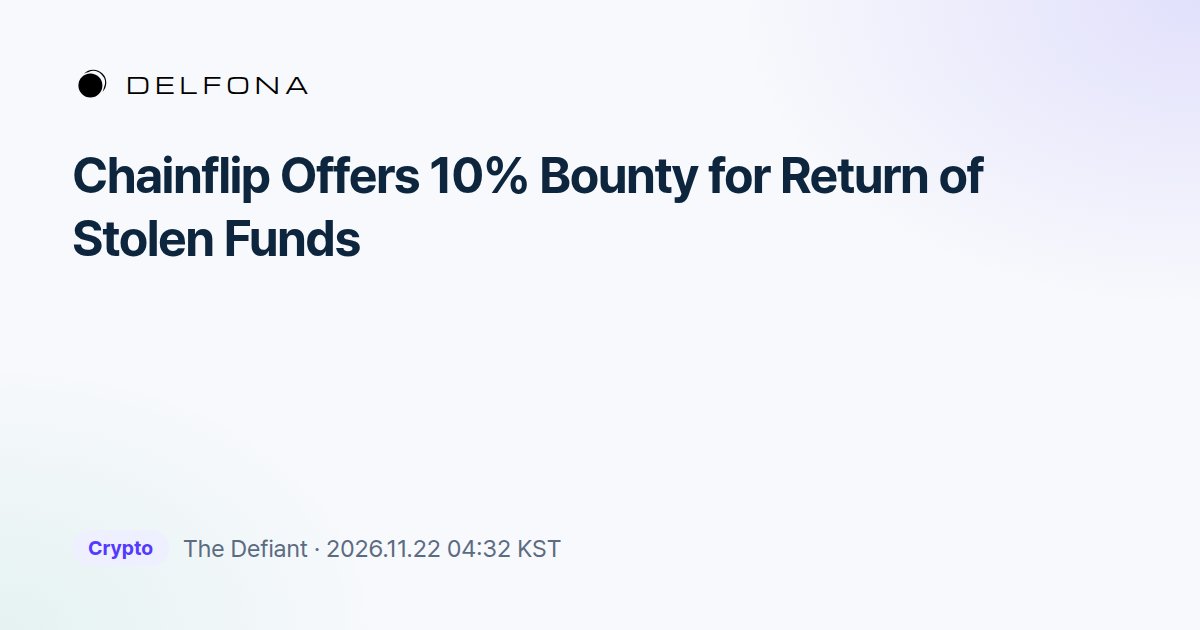 DELFONA
Chainflip Offers 10% Bounty for Return of
Stolen Funds
Crypto The Defiant · 2026.11.22 04:32 KST